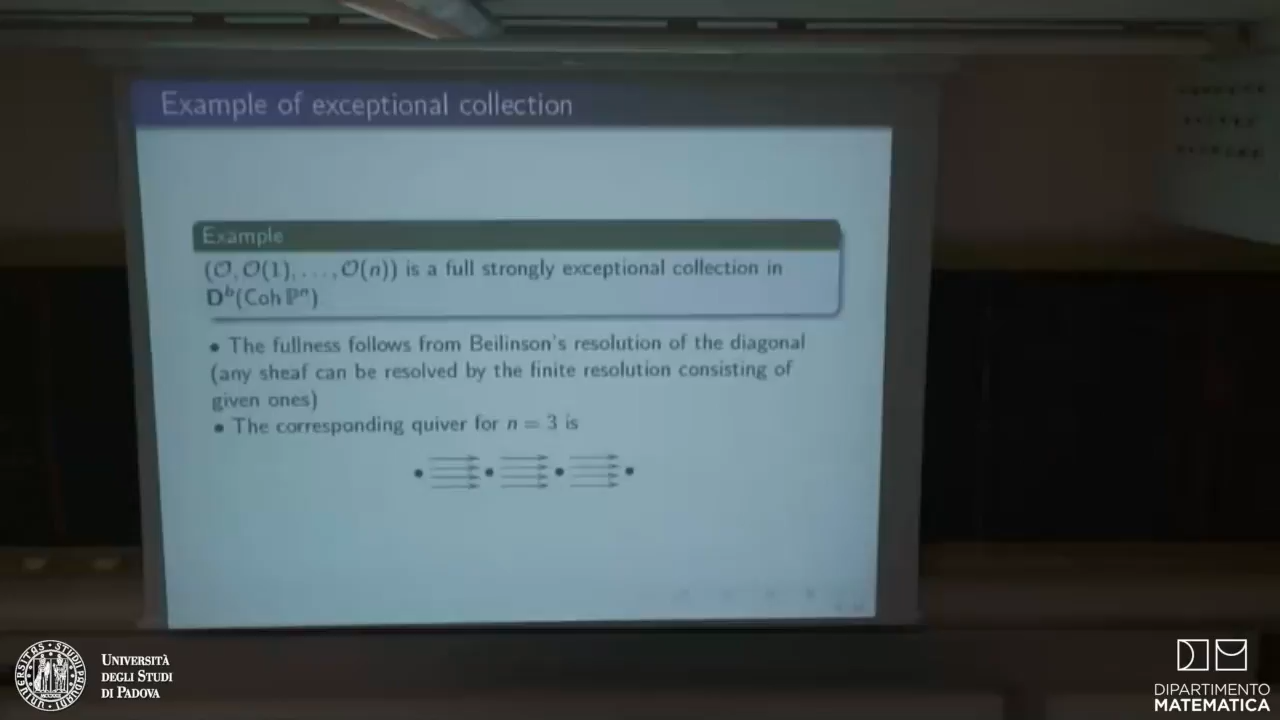 Example of exceptional collection
Example
(𝒪, 𝒪(1), . . . , 𝒪(n)) is a full strongly exceptional collection in
Dᵇ(Coh ℙⁿ)
• The fullness follows from Beilinson's resolution of the diagonal
(any sheaf can be resolved by the finite resolution consisting of
given ones)
• The corresponding quiver for n = 3 is
UNIVERSITÀ
DEGLI STUDI
DI PADOVA
DIPARTIMENTO
MATEMATICA